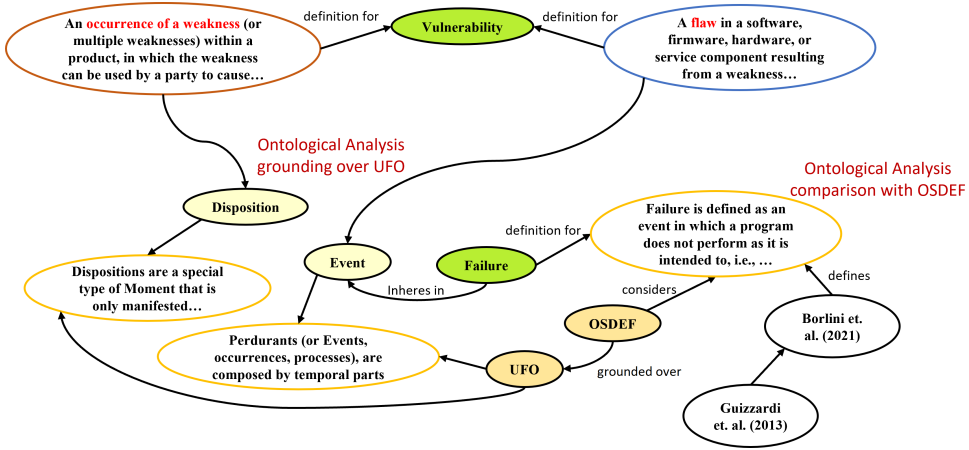 An occurrence of a weakness (or
multiple weaknesses) within a
product, in which the weakness
can be used by a party to cause…
definition for
Vulnerability
definition for
A flaw in a software,
firmware, hardware, or
service component resulting
from a weakness…
Ontological Analysis
grounding over UFO
Ontological Analysis
comparison with OSDEF
Disposition
Failure is defined as an
event in which a program
does not perform as it is
intended to, i.e., …
definition for
Event
Failure
Dispositions are a special
type of Moment that is
only manifested…
Inheres in
considers
defines
OSDEF
Borlini et.
al. (2021)
Perdurants (or Events,
occurrences, processes), are
composed by temporal parts
UFO
grounded over
Guizzardi
et. al. (2013)